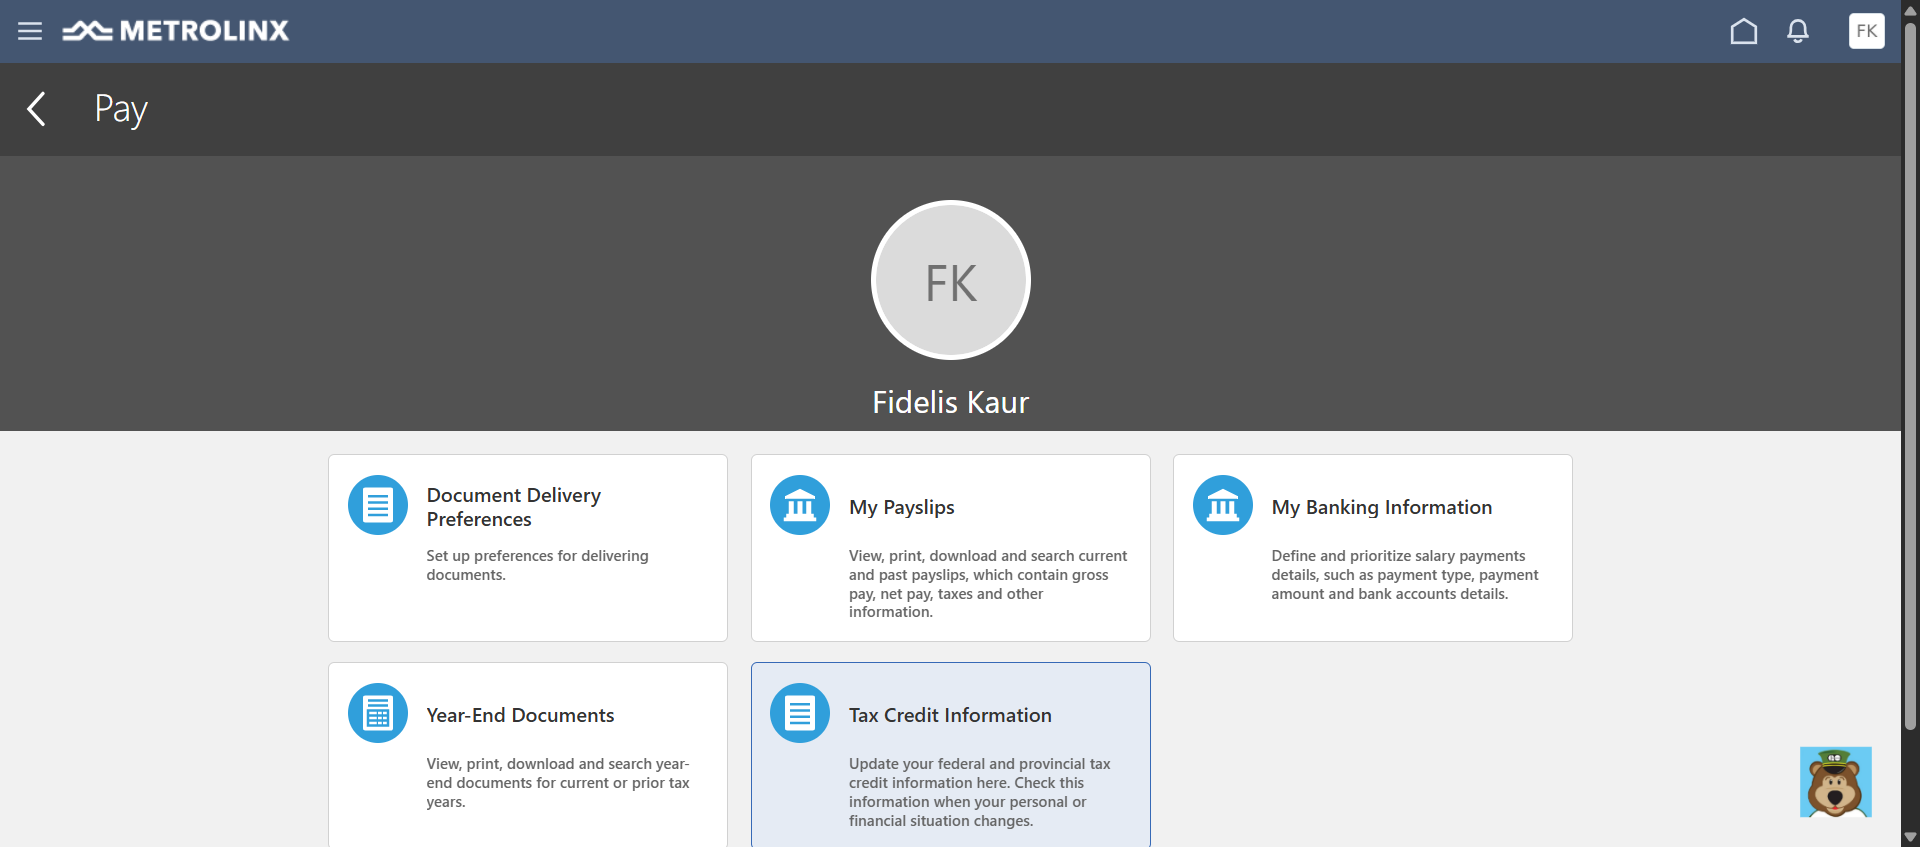 METROLINX
FK
Pay
FK
Fidelis Kaur
Document Delivery
Preferences
Set up preferences for delivering
documents.
My Payslips
View, print, download and search current
and past payslips, which contain gross
pay, net pay, taxes and other
information.
My Banking Information
Define and prioritize salary payments
details, such as payment type, payment
amount and bank accounts details.
Year-End Documents
View, print, download and search year-
end documents for current or prior tax
years.
Tax Credit Information
Update your federal and provincial tax
credit information here. Check this
information when your personal or
financial situation changes.
GO